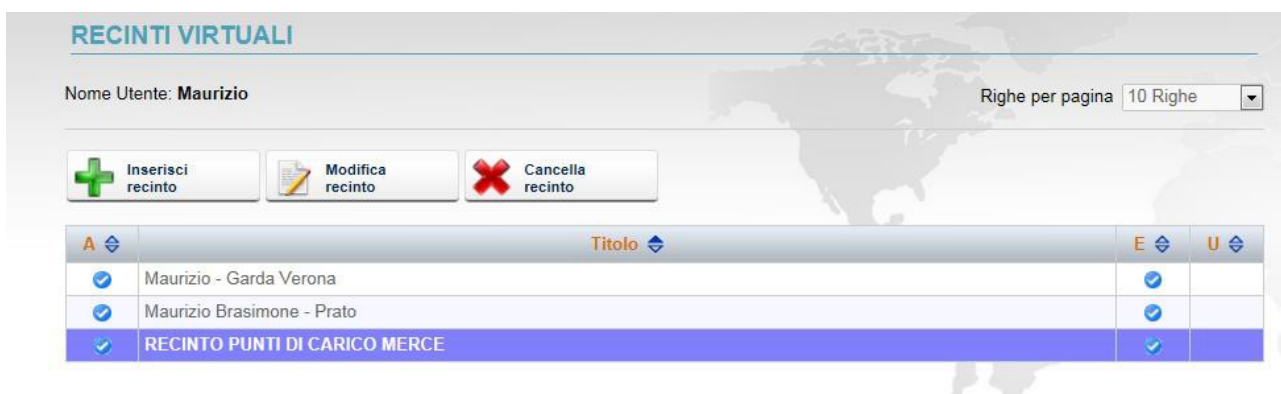 RECINTI VIRTUALI
Nome Utente: Maurizio
Righe per pagina 10 Righe
Inserisci
recinto
Modifica
recinto
Cancella
recinto
A Titolo E U
Maurizio - Garda Verona
Maurizio Brasimone - Prato
RECINTO PUNTI DI CARICO MERCE